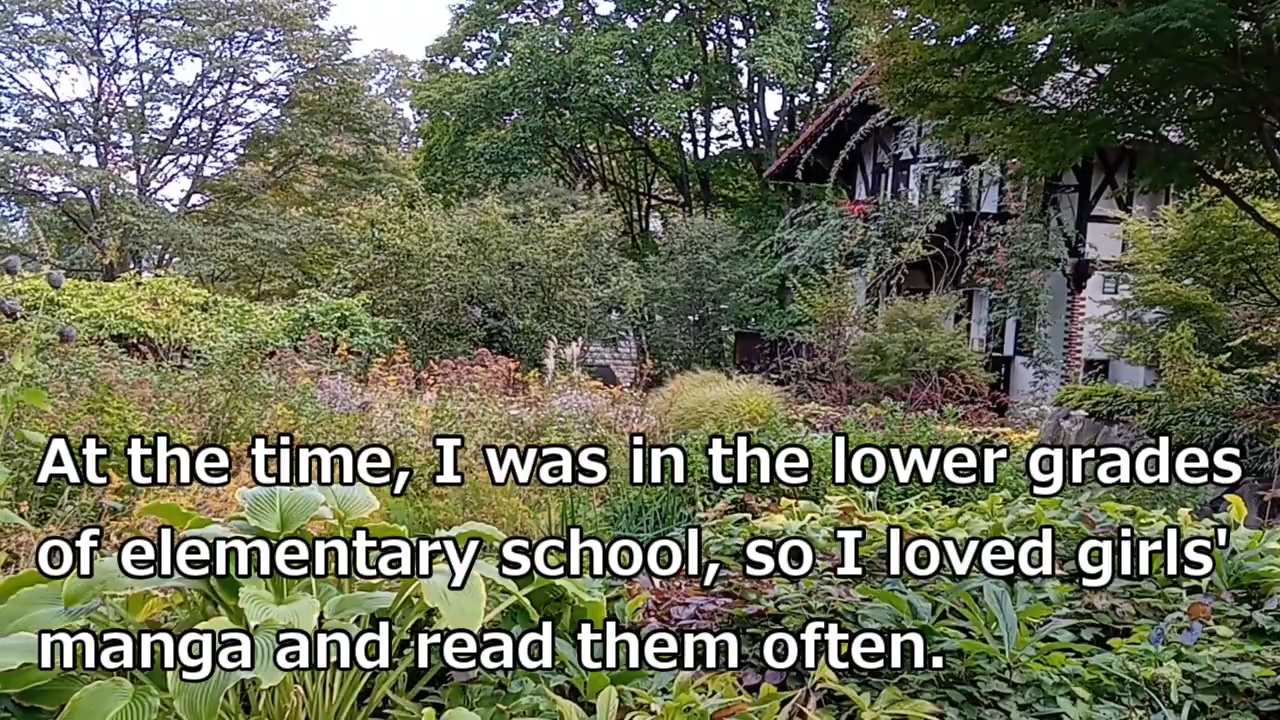 At the time, I was in the lower grades
of elementary school, so I loved girls'
manga and read them often.